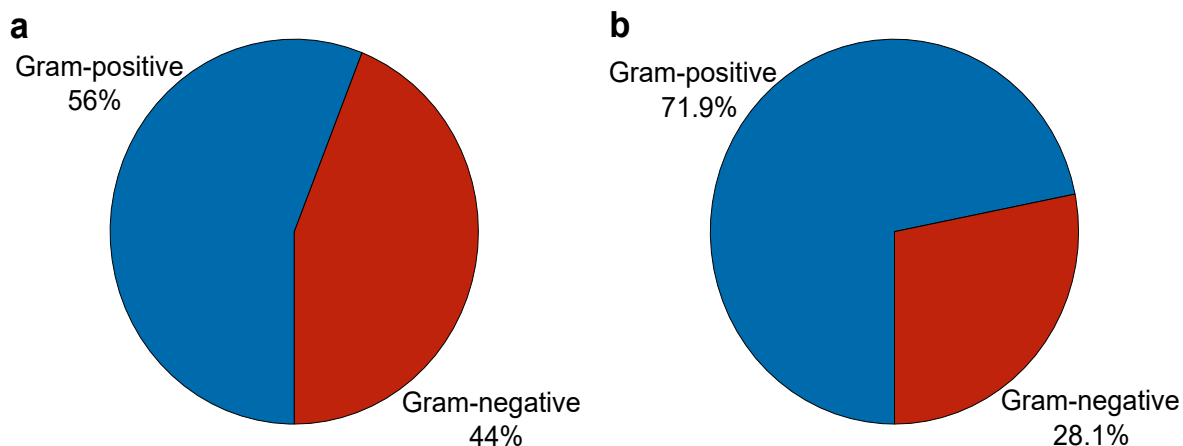 a
Gram-positive
56%
Gram-negative
44%
b
Gram-positive
71.9%
Gram-negative
28.1%